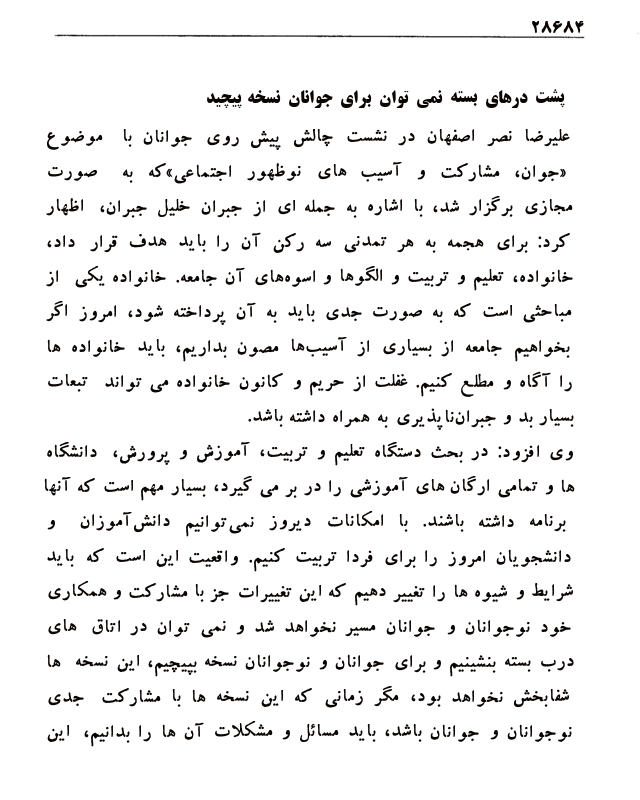 ۲۸۶۸۴
پشت درهای بسته نمی توان برای جوانان نسخه پیچید
علیرضا نصر اصفهان در نشست چالش پیش روی جوانان با موضوع
«جوان، مشارکت و آسیب های نوظهور اجتماعی»که به صورت
مجازی برگزار شد، با اشاره به جمله ای از جبران خلیل جبران، اظهار
کرد: برای هجمه به هر تمدنی سه رکن آن را باید هدف قرار داد،
خانواده، تعلیم و تربیت و الگوها و اسوه‌های آن جامعه. خانواده یکی از
مباحثی است که به صورت جدی باید به آن پرداخته شود، امروز اگر
بخواهیم جامعه از بسیاری از آسیب‌ها مصون بداریم، باید خانواده ها
را آگاه و مطلع کنیم. غفلت از حریم و کانون خانواده می تواند تبعات
بسیار بد و جبران‌ناپذیری به همراه داشته باشد.
وی افزود: در بحث دستگاه تعلیم و تربیت، آموزش و پرورش، دانشگاه
ها و تمامی ارگان های آموزشی را در بر می گیرد، بسیار مهم است که آنها
برنامه داشته باشند. با امکانات دیروز نمی‌توانیم دانش‌آموزان و
دانشجویان امروز را برای فردا تربیت کنیم. واقعیت این است که باید
شرایط و شیوه ها را تغییر دهیم که این تغییرات جز با مشارکت و همکاری
خود نوجوانان و جوانان مسیر نخواهد شد و نمی توان در اتاق های
درب بسته بنشینیم و برای جوانان و نوجوانان نسخه بپیچیم، این نسخه ها
شفابخش نخواهد بود، مگر زمانی که این نسخه ها با مشارکت جدی
نوجوانان و جوانان باشد، باید مسائل و مشکلات آن ها را بدانیم، این